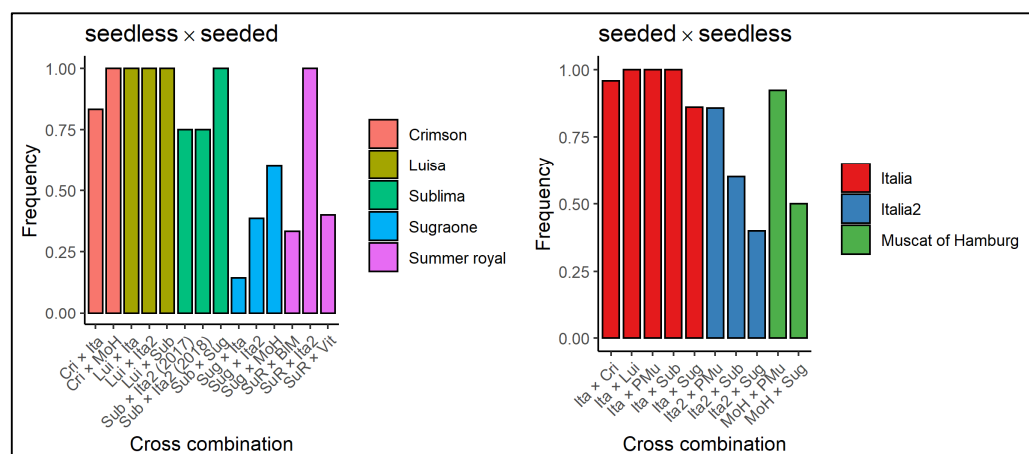 seedless × seeded
Frequency
1.00
0.75
0.50
0.25
0.00
Cri × Ita
Cri × MoH
Lui × Ita
Lui × Ita2
Lui × Sub
Sub × Ita2 (2017)
Sub × Ita2 (2018)
Sub × Sug
Sug × Ita
Sug × Ita2
Sug × MoH
SuR × BM
SuR × Ita2
SuR × Vit
Cross combination
Crimson
Luisa
Sublima
Sugraone
Summer royal
seeded × seedless
Frequency
1.00
0.75
0.50
0.25
0.00
Ita × Cri
Ita × Lui
Ita × PMu
Ita × Sub
Ita × Sug
Ita2 × PMu
Ita2 × Sub
Ita2 × Sug
MoH × PMu
MoH × Sug
Cross combination
Italia
Italia2
Muscat of Hamburg